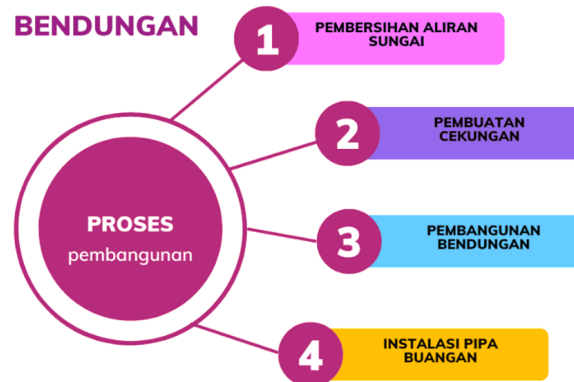 BENDUNGAN
1
PEMBERSIHAN ALIRAN
SUNGAI
2
PEMBUATAN
CEKUNGAN
PROSES
pembangunan
3
PEMBANGUNAN
BENDUNGAN
4
INSTALASI PIPA
BUANGAN